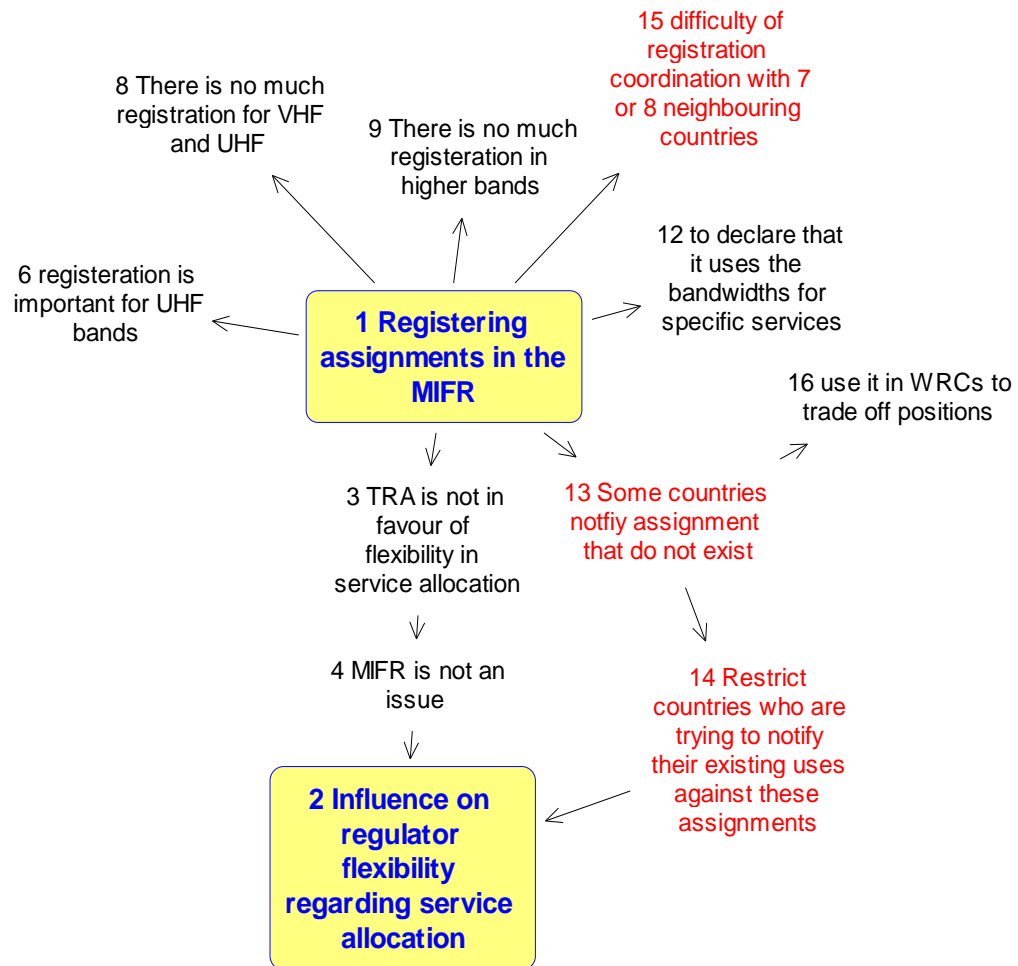 15 difficulty of
registration
coordination with 7
or 8 neighbouring
countries
8 There is no much
registration for VHF
and UHF
9 There is no much
registeration in
higher bands
12 to declare that
it uses the
bandwidths for
specific services
6 registeration is
important for UHF
bands
1 Registering
assignments in the
MIFR
16 use it in WRCs to
trade off positions
3 TRA is not in
favour of
flexibility in
service allocation
13 Some countries
notfiy assignment
that do not exist
4 MIFR is not an
issue
14 Restrict
countries who are
trying to notify
their existing uses
against these
assignments
2 Influence on
regulator
flexibility
regarding service
allocation